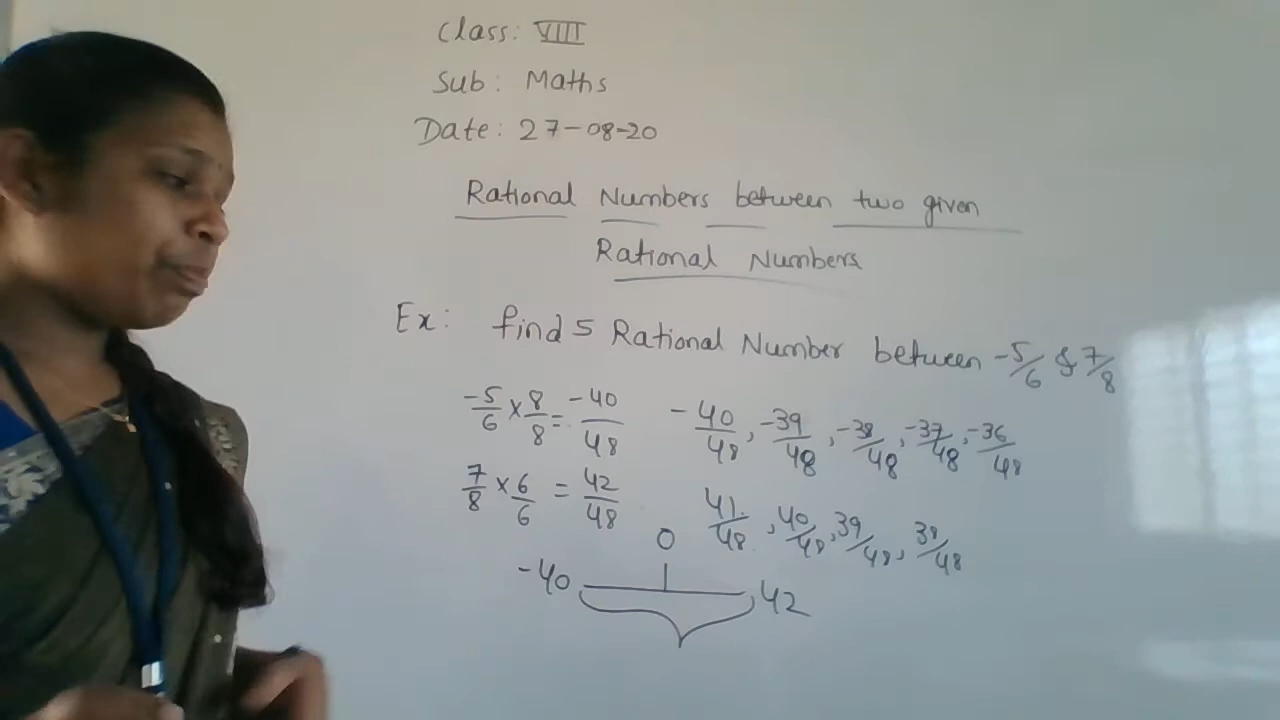 Class: VIII
Sub: Maths
Date: 27-08-20
Rational Numbers between two given
Rational Numbers
Ex: find 5 Rational Number between -5/6 & 7/8
-5/6 × 8/8 = -40/48
-40/48, -39/48, -38/48, -37/48, -36/48
7/8 × 6/6 = 42/48
41/48, 40/48, 39/48, 38/48
0
-40 42